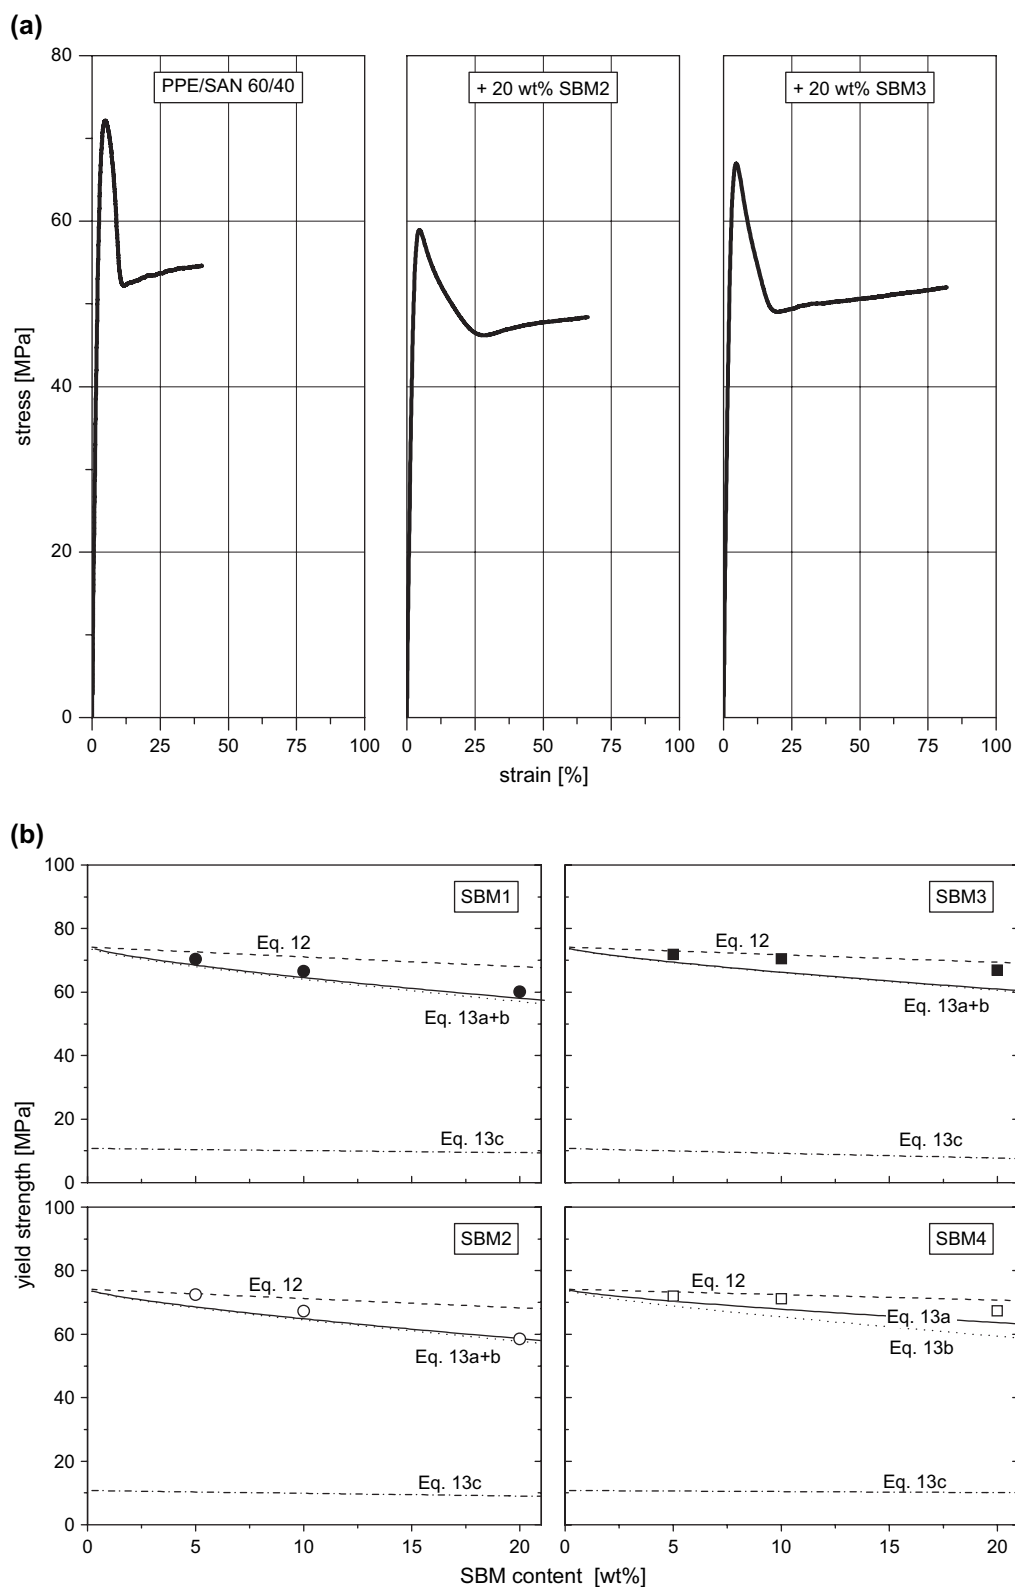 (a)
PPE/SAN 60/40
+ 20 wt% SBM2
+ 20 wt% SBM3
80
60
40
20
0
stress [MPa]
0 25 50 75 100
0 25 50 75 100
0 25 50 75 100
strain [%]
(b)
yield strength [MPa]
100
80
60
40
20
0
SBM1
Eq. 12
Eq. 13a+b
Eq. 13c
SBM3
Eq. 12
Eq. 13a+b
Eq. 13c
100
80
60
40
20
0
SBM2
Eq. 12
Eq. 13a+b
Eq. 13c
SBM4
Eq. 12
Eq. 13a
Eq. 13b
Eq. 13c
0 5 10 15 20
0 5 10 15 20
SBM content [wt%]